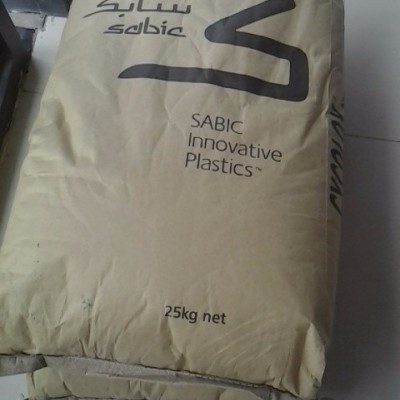 سابك
sabic
SABIC
Innovative
Plastics™
25kg net